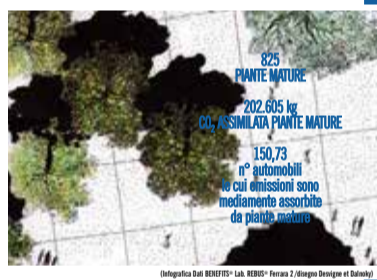 825
PIANTE MATURE
202.605 kg
CO₂ ASSIMILATA PIANTE MATURE
150,73
n° automobili
le cui emissioni sono
mediamente assorbite
da piante mature
(Infografica Dati BENEFITS® Lab. REBUS® Ferrara 2 /disegno Desvigne et Dalnoky)